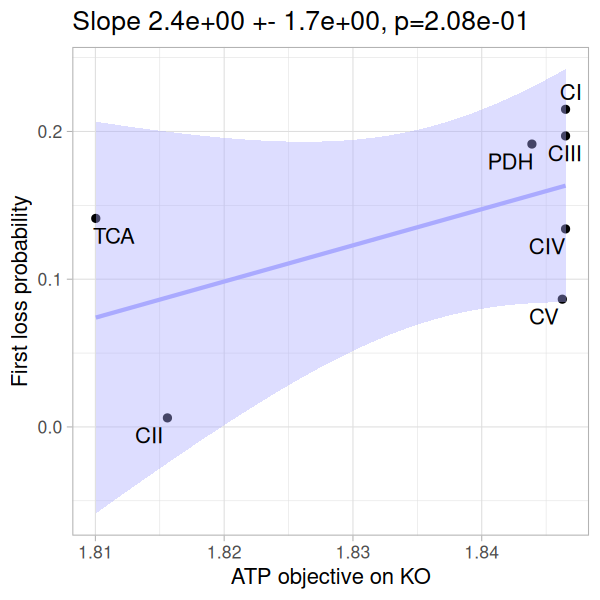 Slope 2.4e+00 +- 1.7e+00, p=2.08e-01
First loss probability
0.2
0.1
0.0
CI
CIII
PDH
TCA
CIV
CV
CII
1.81
1.82
1.83
1.84
ATP objective on KO